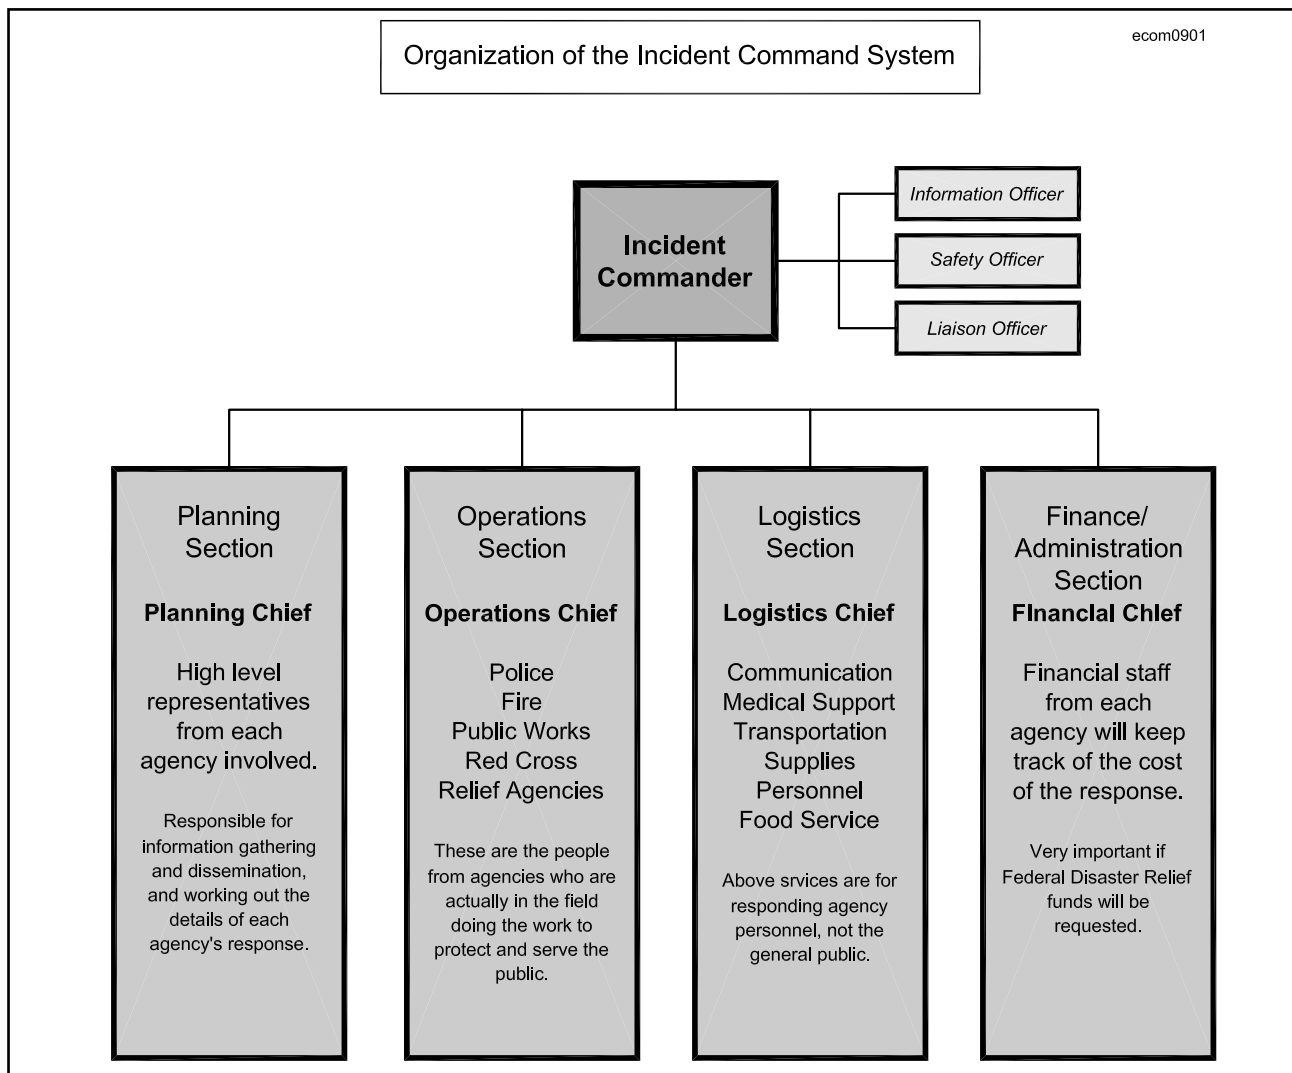 Organization of the Incident Command System
ecom0901
Incident
Commander
Information Officer
Safety Officer
Liaison Officer
Planning
Section
Planning Chief
High level
representatives
from each
agency involved.
Responsible for
information gathering
and dissemination,
and working out the
details of each
agency's response.
Operations
Section
Operations Chief
Police
Fire
Public Works
Red Cross
Relief Agencies
These are the people
from agencies who are
actually in the field
doing the work to
protect and serve the
public.
Logistics
Section
Logistics Chief
Communication
Medical Support
Transportation
Supplies
Personnel
Food Service
Above srvices are for
responding agency
personnel, not the
general public.
Finance/
Administration
Section
FInancIal ChIef
Financial staff
from each
agency will keep
track of the cost
of the response.
Very important if
Federal Disaster Relief
funds will be
requested.